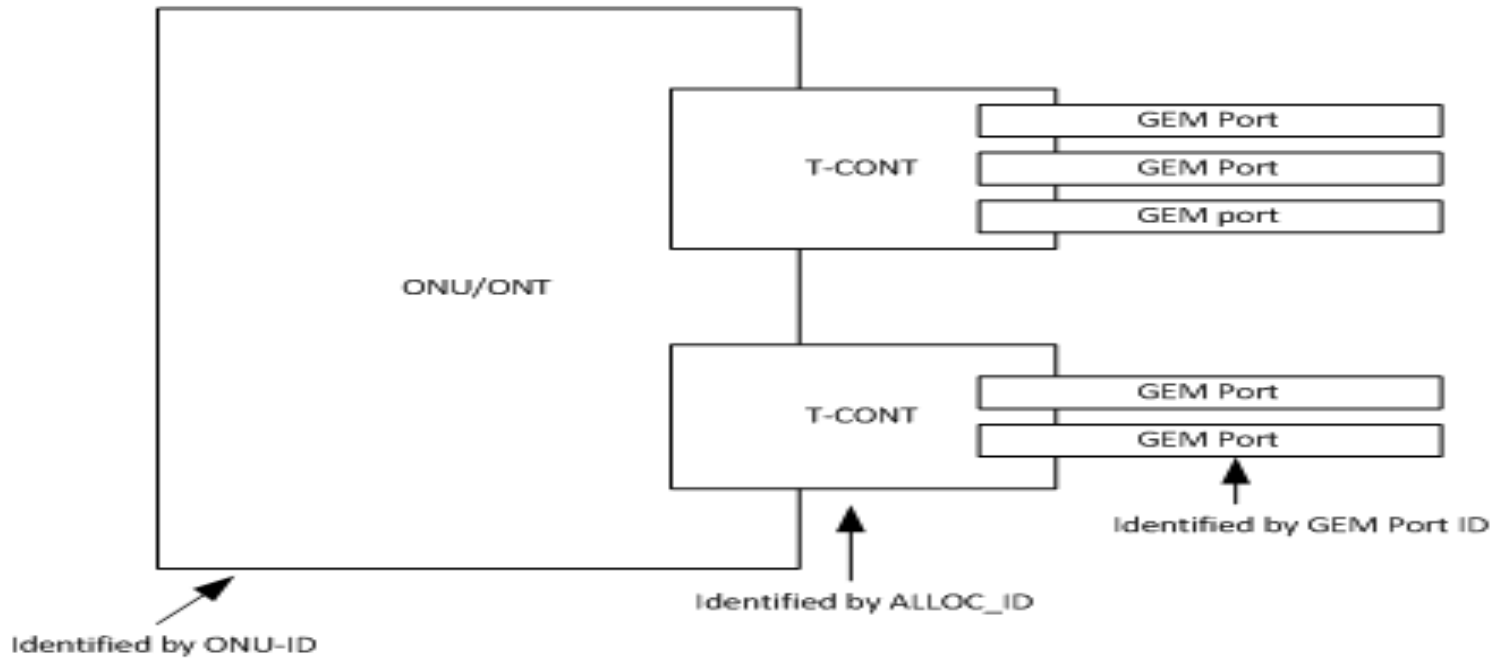 GEM Port
T-CONT
GEM Port
GEM port
ONU/ONT
GEM Port
T-CONT
GEM Port
Identified by GEM Port ID
Identified by ALLOC_ID
Identified by ONU-ID